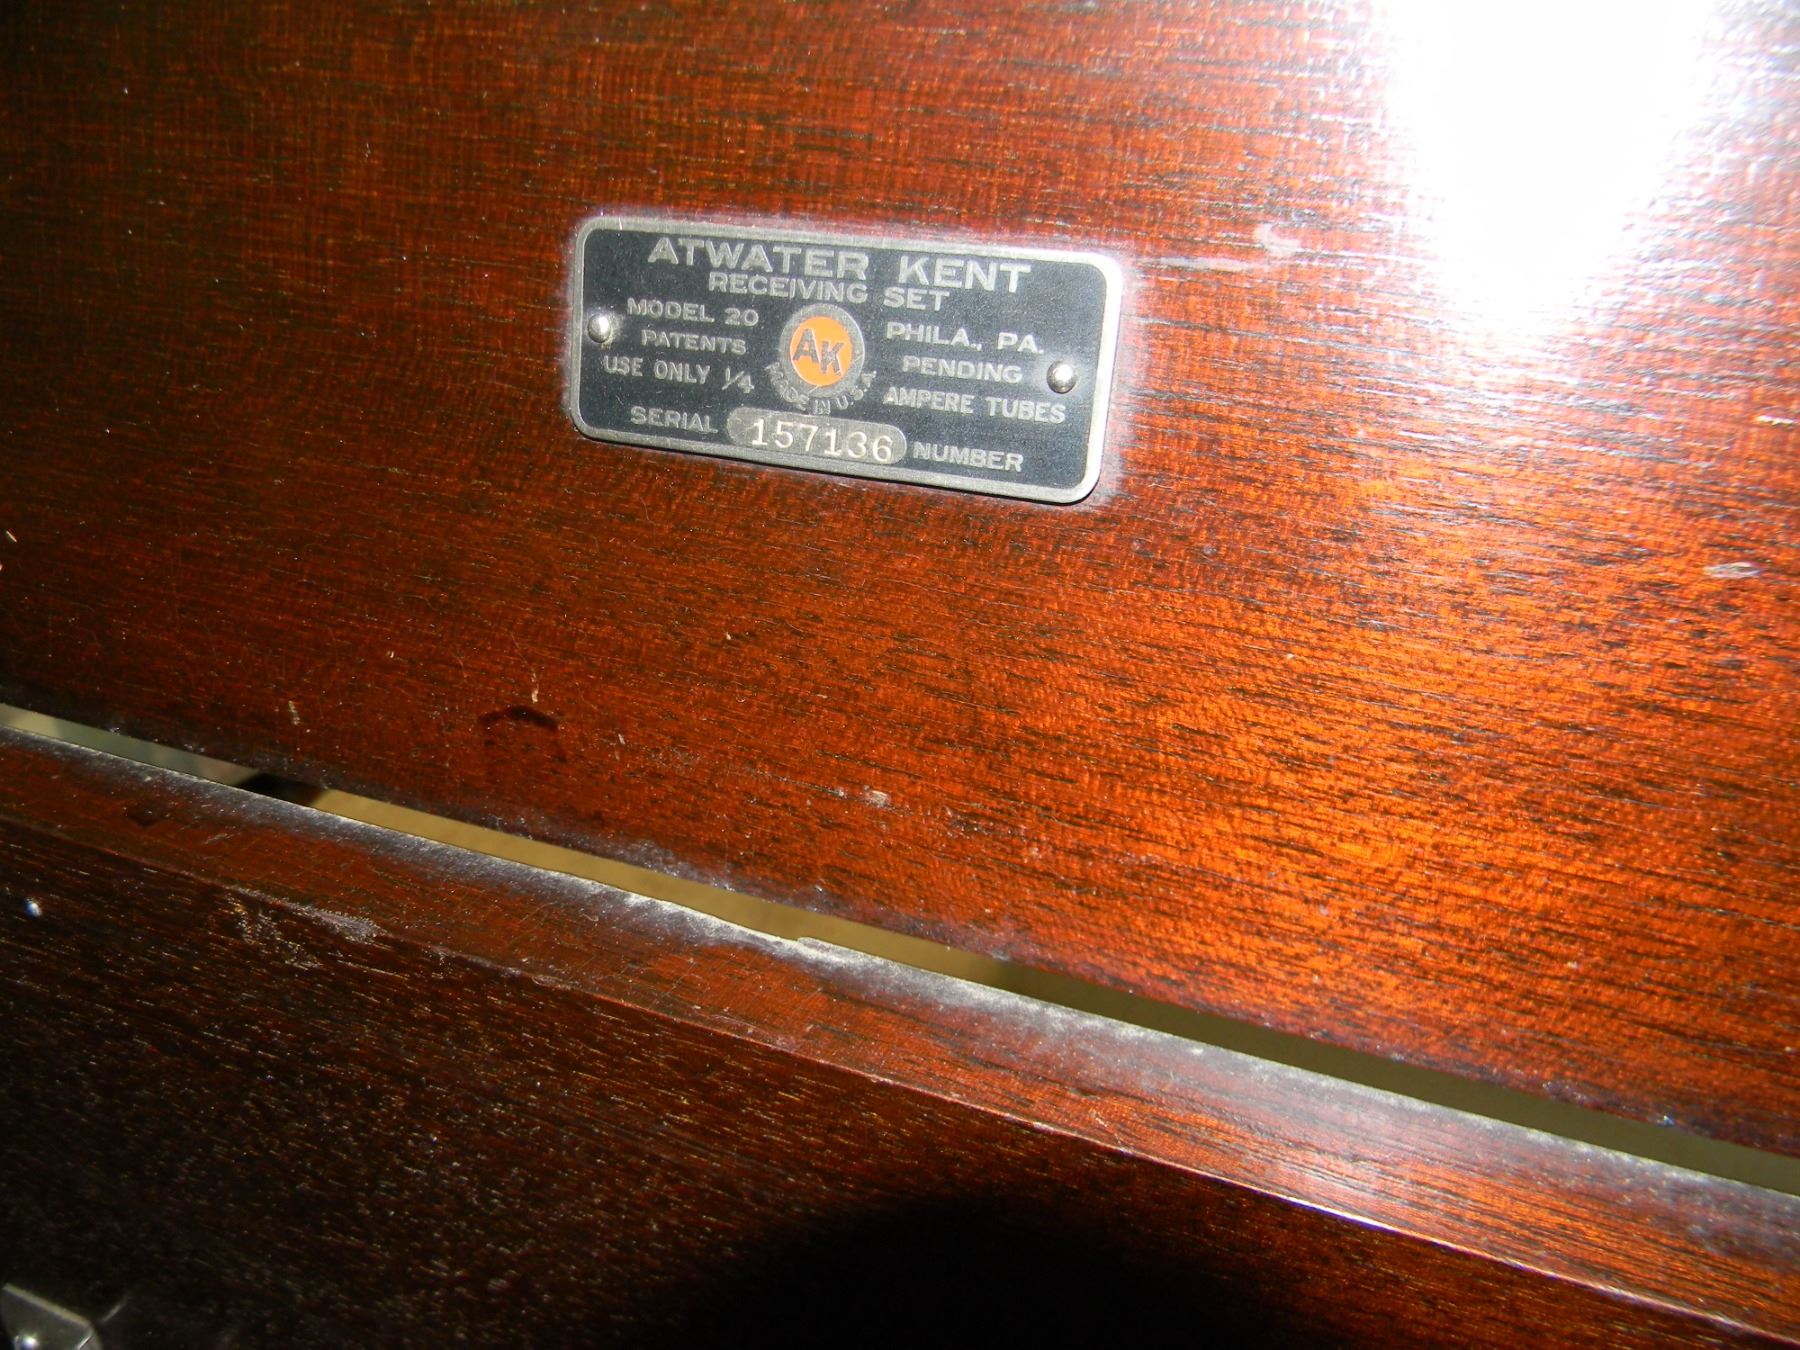 ATWATER KENT
RECEIVING SET
MODEL 20 PHILA., PA.
PATENTS AK PENDING
USE ONLY 1/4 AMPERE TUBES
MADE IN U.S.A.
SERIAL 157136 NUMBER